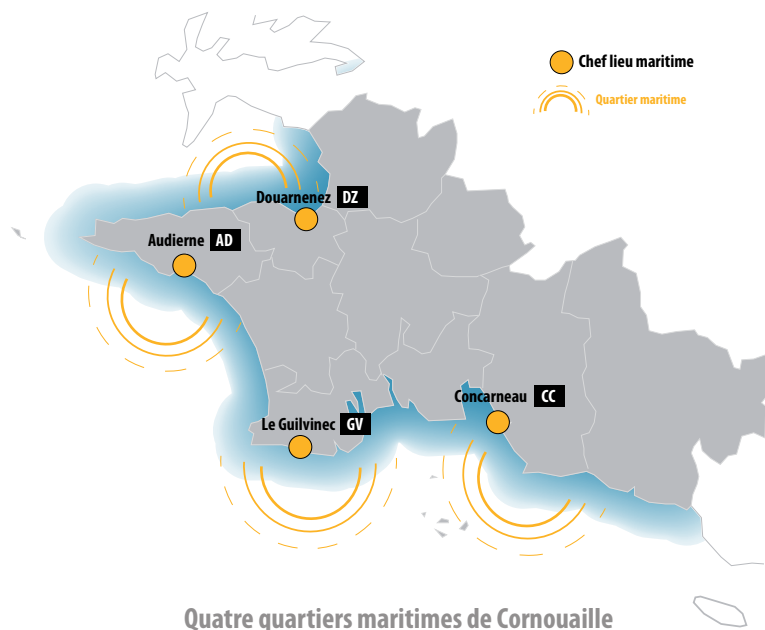 Chef lieu maritime
Quartier maritime
Douarnenez DZ
Audierne AD
Concarneau CC
Le Guilvinec GV
Quatre quartiers maritimes de Cornouaille